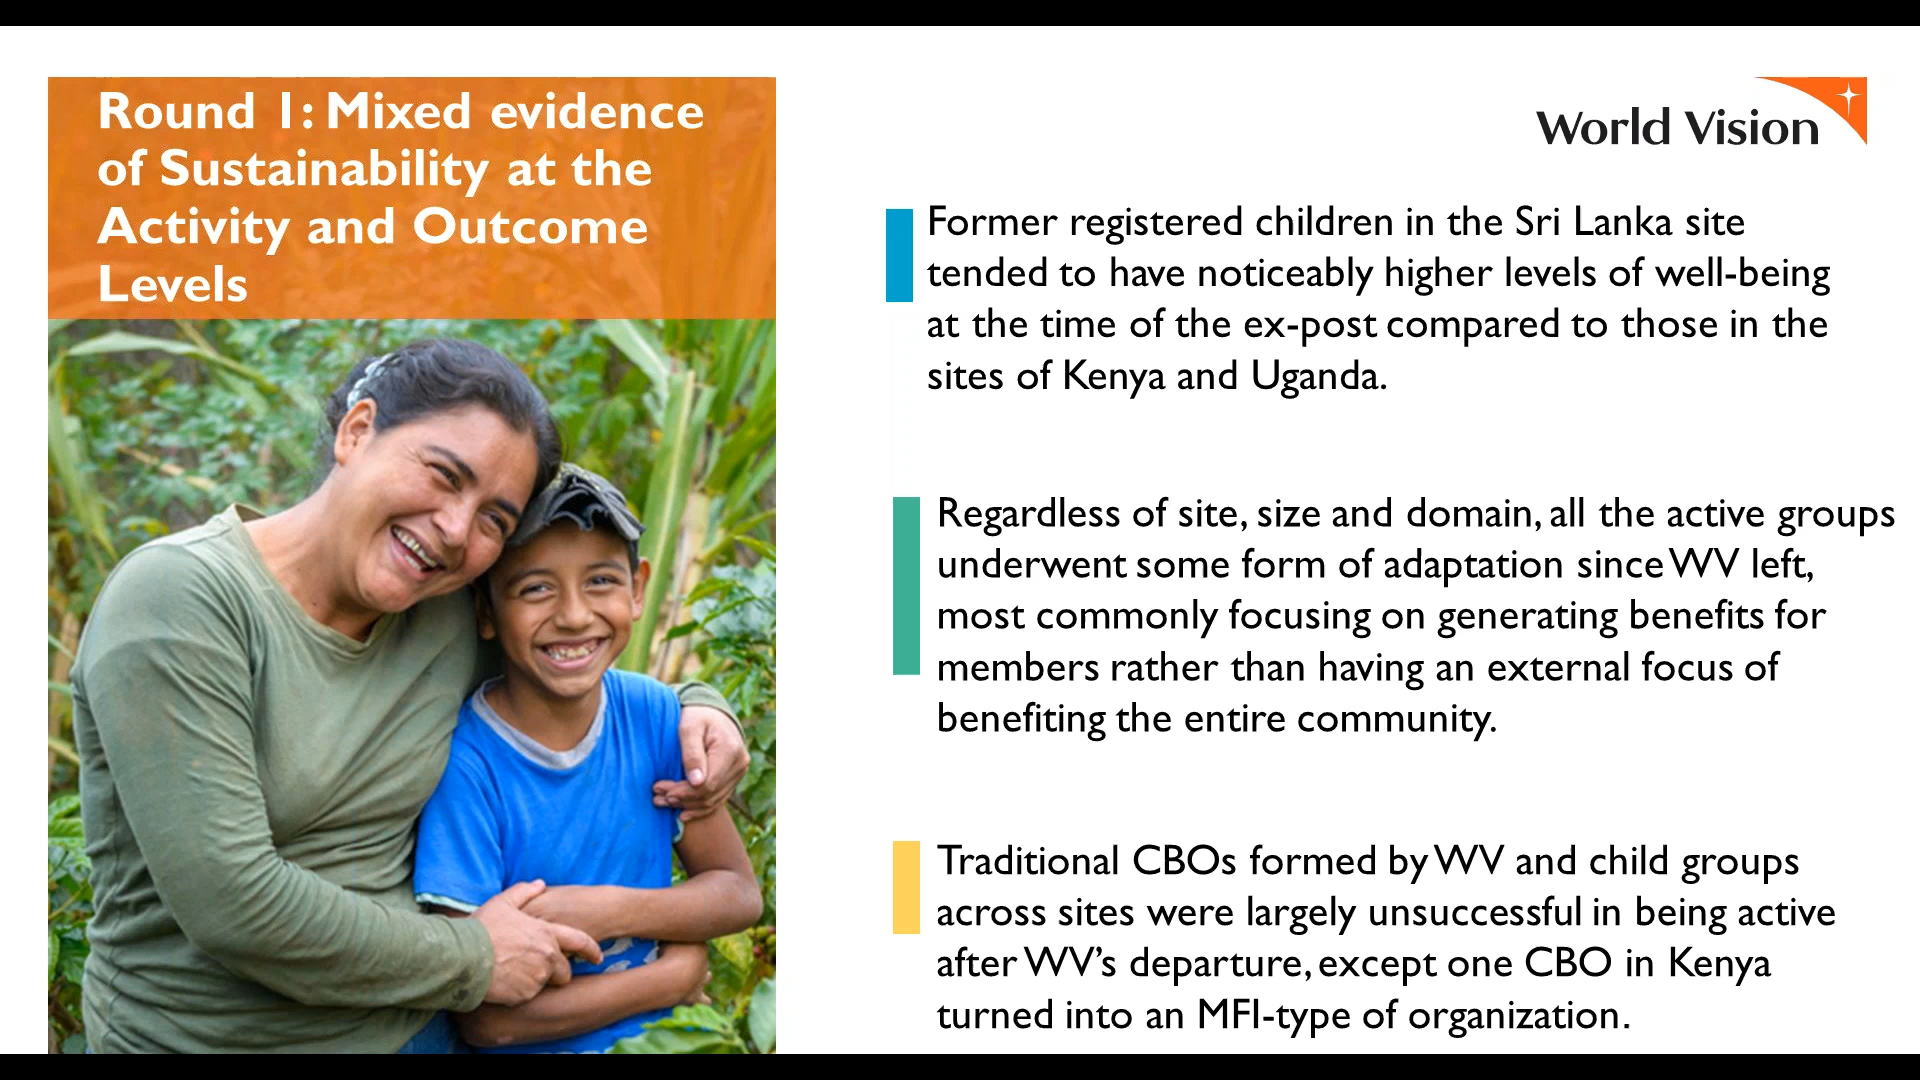 Round 1: Mixed evidence
of Sustainability at the
Activity and Outcome
Levels
World Vision
Former registered children in the Sri Lanka site
tended to have noticeably higher levels of well-being
at the time of the ex-post compared to those in the
sites of Kenya and Uganda.
Regardless of site, size and domain, all the active groups
underwent some form of adaptation since WV left,
most commonly focusing on generating benefits for
members rather than having an external focus of
benefiting the entire community.
Traditional CBOs formed by WV and child groups
across sites were largely unsuccessful in being active
after WV’s departure, except one CBO in Kenya
turned into an MFI-type of organization.